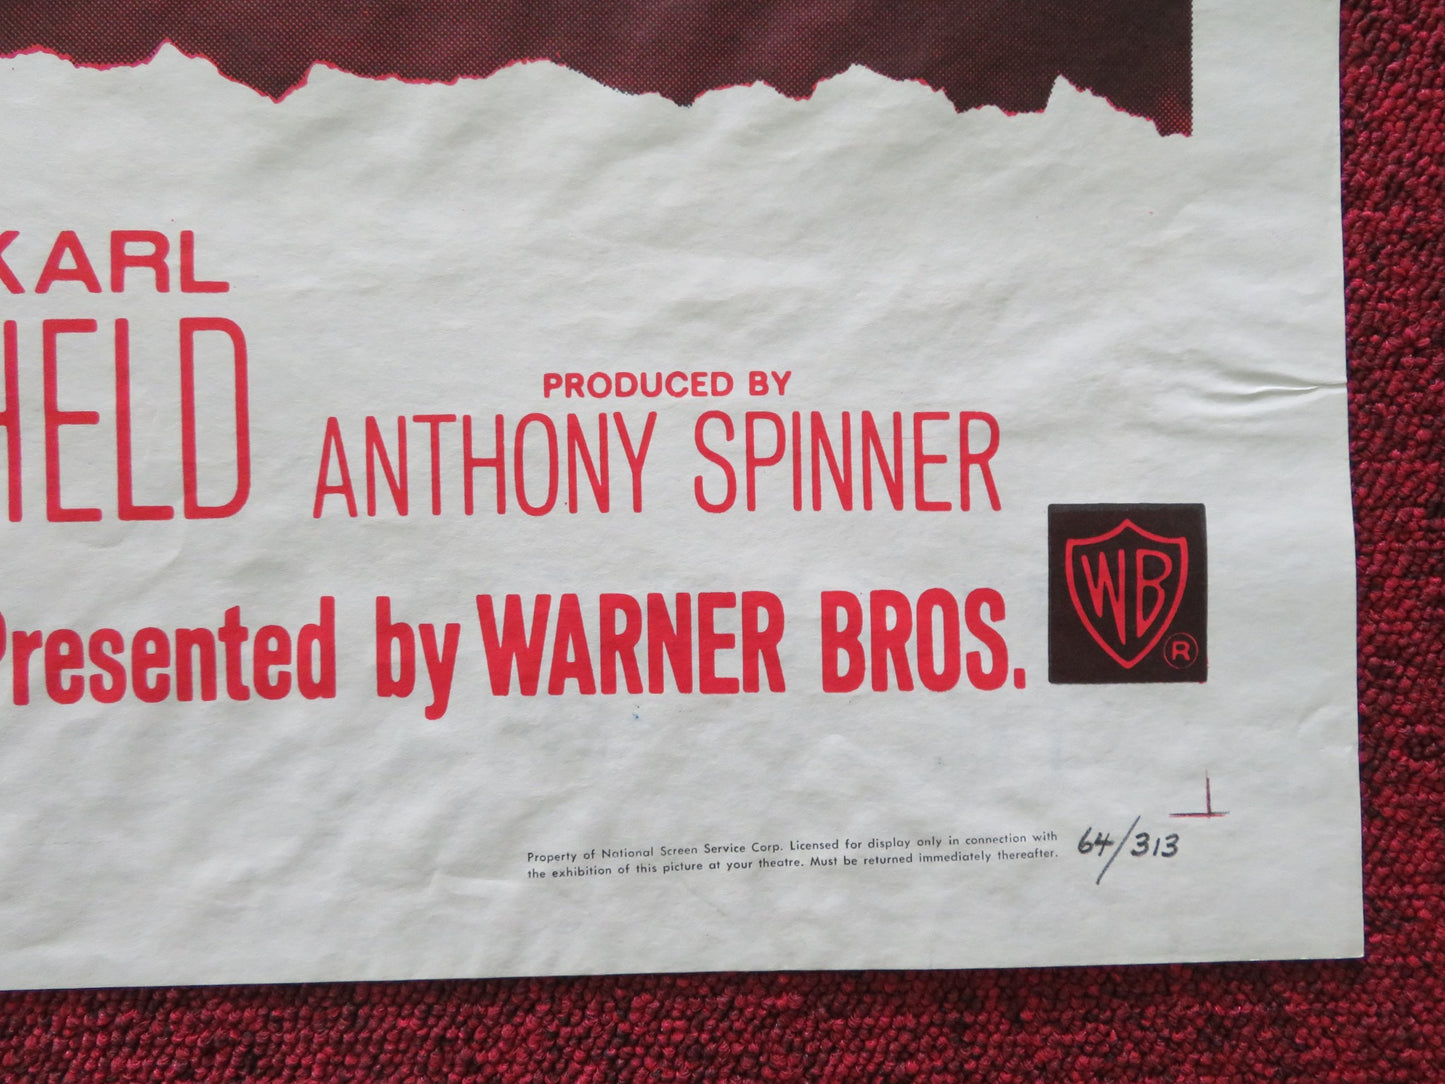 KARL
HELD
PRODUCED BY
ANTHONY SPINNER
Presented by WARNER BROS.
WB
®
Property of National Screen Service Corp. Licensed for display only in connection with
the exhibition of this picture at your theatre. Must be returned immediately thereafter.
64/313